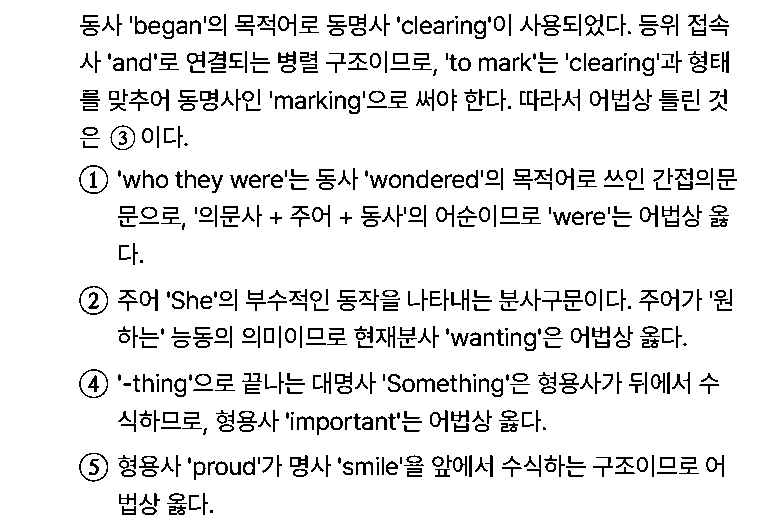 동사 'began'의 목적어로 동명사 'clearing'이 사용되었다. 등위 접속
사 'and'로 연결되는 병렬 구조이므로, 'to mark'는 'clearing'과 형태
를 맞추어 동명사인 'marking'으로 써야 한다. 따라서 어법상 틀린 것
은 ③ 이다.
① 'who they were'는 동사 'wondered'의 목적어로 쓰인 간접의문
문으로, '의문사 + 주어 + 동사'의 어순이므로 'were'는 어법상 옳
다.
② 주어 'She'의 부수적인 동작을 나타내는 분사구문이다. 주어가 '원
하는' 능동의 의미이므로 현재분사 'wanting'은 어법상 옳다.
④ '-thing'으로 끝나는 대명사 'Something'은 형용사가 뒤에서 수
식하므로, 형용사 'important'는 어법상 옳다.
⑤ 형용사 'proud'가 명사 'smile'을 앞에서 수식하는 구조이므로 어
법상 옳다.